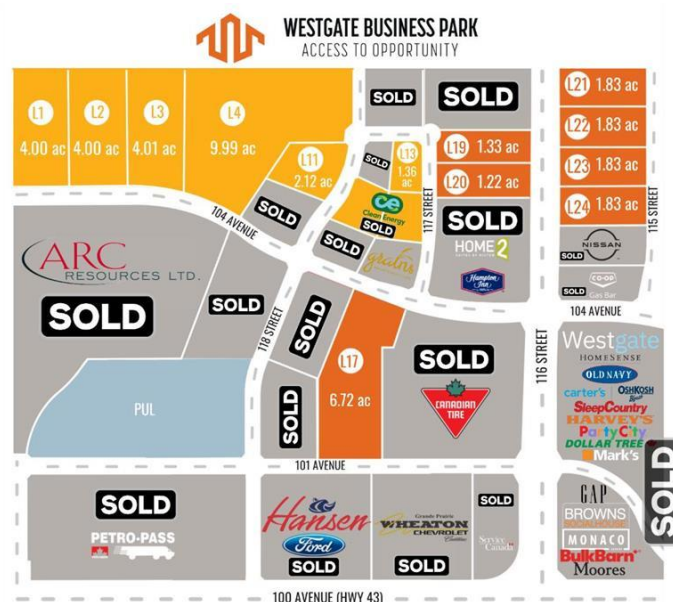 WESTGATE BUSINESS PARK
ACCESS TO OPPORTUNITY
L1
4.00 ac
L2
4.00 ac
L3
4.01 ac
L4
9.99 ac
L11
2.12 ac
SOLD
SOLD
SOLD
L13
1.36
ac
L19 1.33 ac
L20 1.22 ac
L21 1.83 ac
L22 1.83 ac
L23 1.83 ac
L24 1.83 ac
117 STREET
115 STREET
104 AVENUE
SOLD
ce
Clean Energy
SOLD
SOLD
grains
SOLD
HOME2
Hampton
Inn
NISSAN
SOLD
CO-OP
SOLD Gas Bar
104 AVENUE
ARC
RESOURCES LTD.
SOLD
SOLD
118 STREET
SOLD
L17
6.72 ac
SOLD
CANADIAN
TIRE
116 STREET
PUL
SOLD
101 AVENUE
Westgate
HOMESENSE
OLD NAVY
carter's OSHKOSH
SleepCountry
HARVEY'S
Party City
DOLLAR TREE
Mark's
SOLD
GAP
BROWNS
SOCIALHOUSE
MONACO
BulkBarn
Moores
SOLD
PETRO-PASS
Hansen
Ford
SOLD
Grande Prairie
WHEATON
CHEVROLET
Cadillac
SOLD
SOLD
Service
Canada
100 AVENUE (HWY 43)